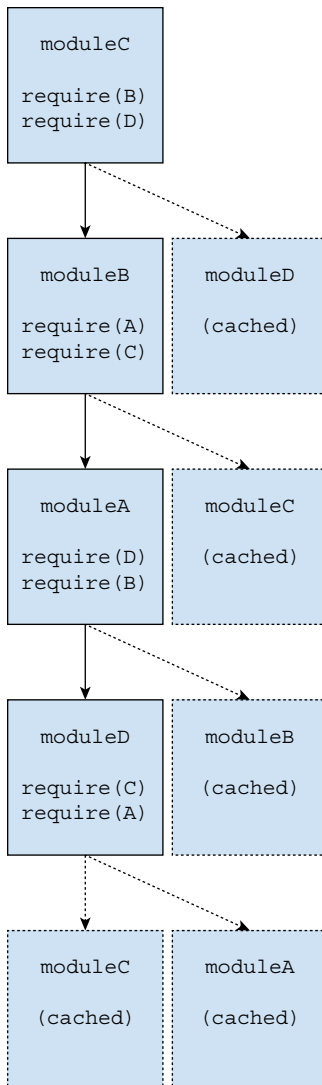 moduleC
require(B)
require(D)
moduleB
require(A)
require(C)
moduleD
(cached)
moduleA
require(D)
require(B)
moduleC
(cached)
moduleD
require(C)
require(A)
moduleB
(cached)
moduleC
(cached)
moduleA
(cached)